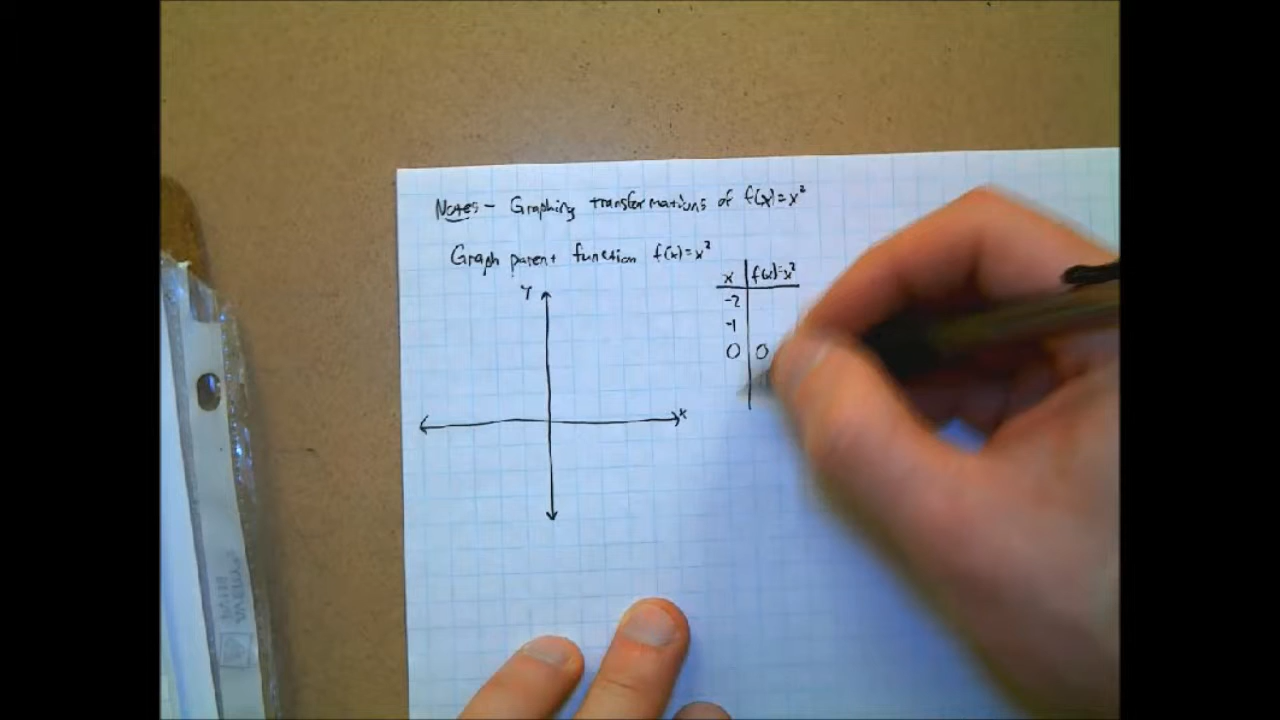 Notes - Graphing transformations of f(x)=x²
Graph parent function f(x)=x²
x f(x)=x²
-2
-1
0 0
y
x